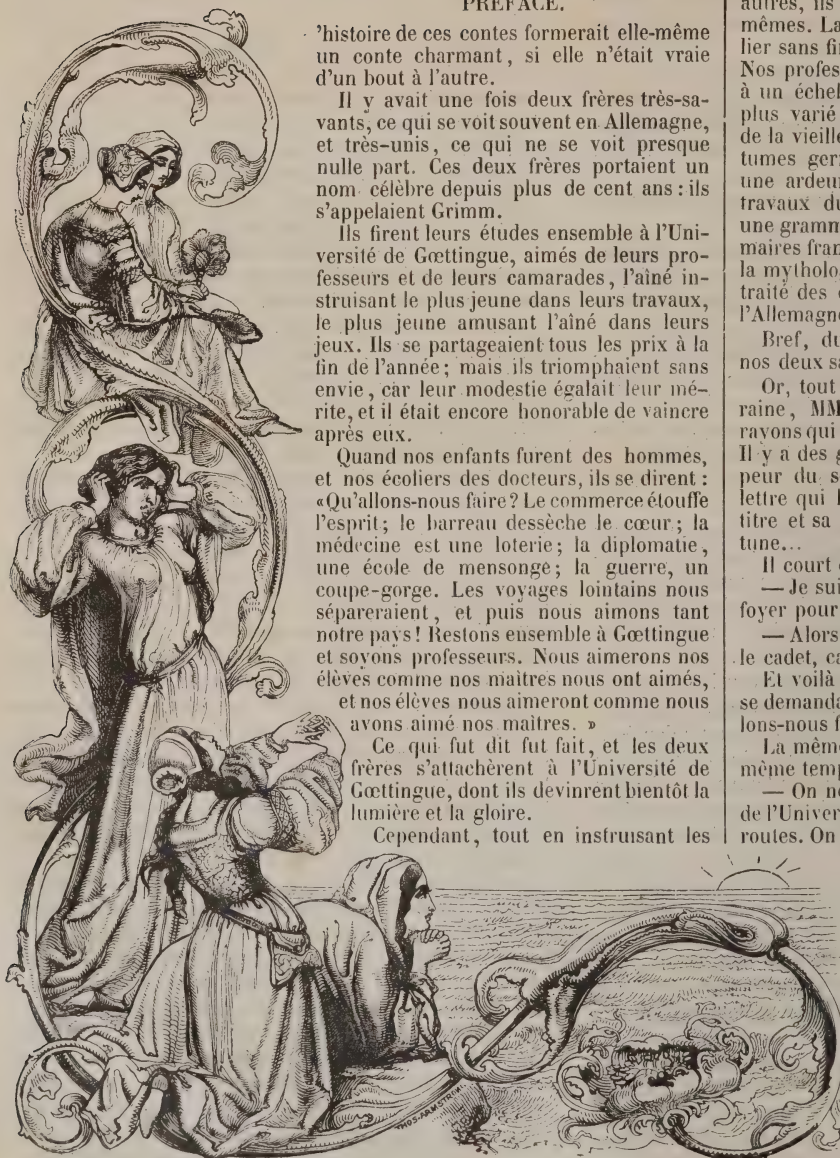 PRÉFACE.
'histoire de ces contes formerait elle-même
un conte charmant, si elle n'était vraie
d'un bout à l'autre.
Il y avait une fois deux frères très-sa-
vants, ce qui se voit souvent en Allemagne,
et très-unis, ce qui ne se voit presque
nulle part. Ces deux frères portaient un
nom célèbre depuis plus de cent ans : ils
s'appelaient Grimm.
Ils firent leurs études ensemble à l'Uni-
versité de Gœttingue, aimés de leurs pro-
fesseurs et de leurs camarades, l'aîné in-
struisant le plus jeune dans leurs travaux,
le plus jeune amusant l'aîné dans leurs
jeux. Ils se partageaient tous les prix à la
fin de l'année; mais ils triomphaient sans
envie, car leur modestie égalait leur mé-
rite, et il était encore honorable de vaincre
après eux.
Quand nos enfants furent des hommes,
et nos écoliers des docteurs, ils se dirent :
«Qu'allons-nous faire? Le commerce étouffe
l'esprit; le barreau dessèche le cœur; la
médecine est une loterie; la diplomatie,
une école de mensonge; la guerre, un
coupe-gorge. Les voyages lointains nous
sépareraient, et puis nous aimons tant
notre pays! Restons ensemble à Gœttingue
et soyons professeurs. Nous aimerons nos
élèves comme nos maîtres nous ont aimés,
et nos élèves nous aimeront comme nous
avons aimé nos maîtres. »
Ce qui fut dit fut fait, et les deux
frères s'attachèrent à l'Université de
Gœttingue, dont ils devinrent bientôt la
lumière et la gloire.
Cependant, tout en instruisant les
autres, ils
mêmes. La
lier sans fi
Nos profes
à un échef
plus varié
de la vieille
tumes ger
une ardeu
travaux du
une gramm
maires fran
la mytholo
traité des
l'Allemagne
Bref, du
nos deux sa
Or, tout
raine, MM
rayons qui
Il y a des g
peur du s
lettre qui l
titre et sa
tune...
Il court
— Je sui
foyer pour
— Alors
le cadet, ca
Et voilà
se demanda
lons-nous f
La mêm
même temp
— On n
de l'Univer
routes. On
THOS. ARMSTRON